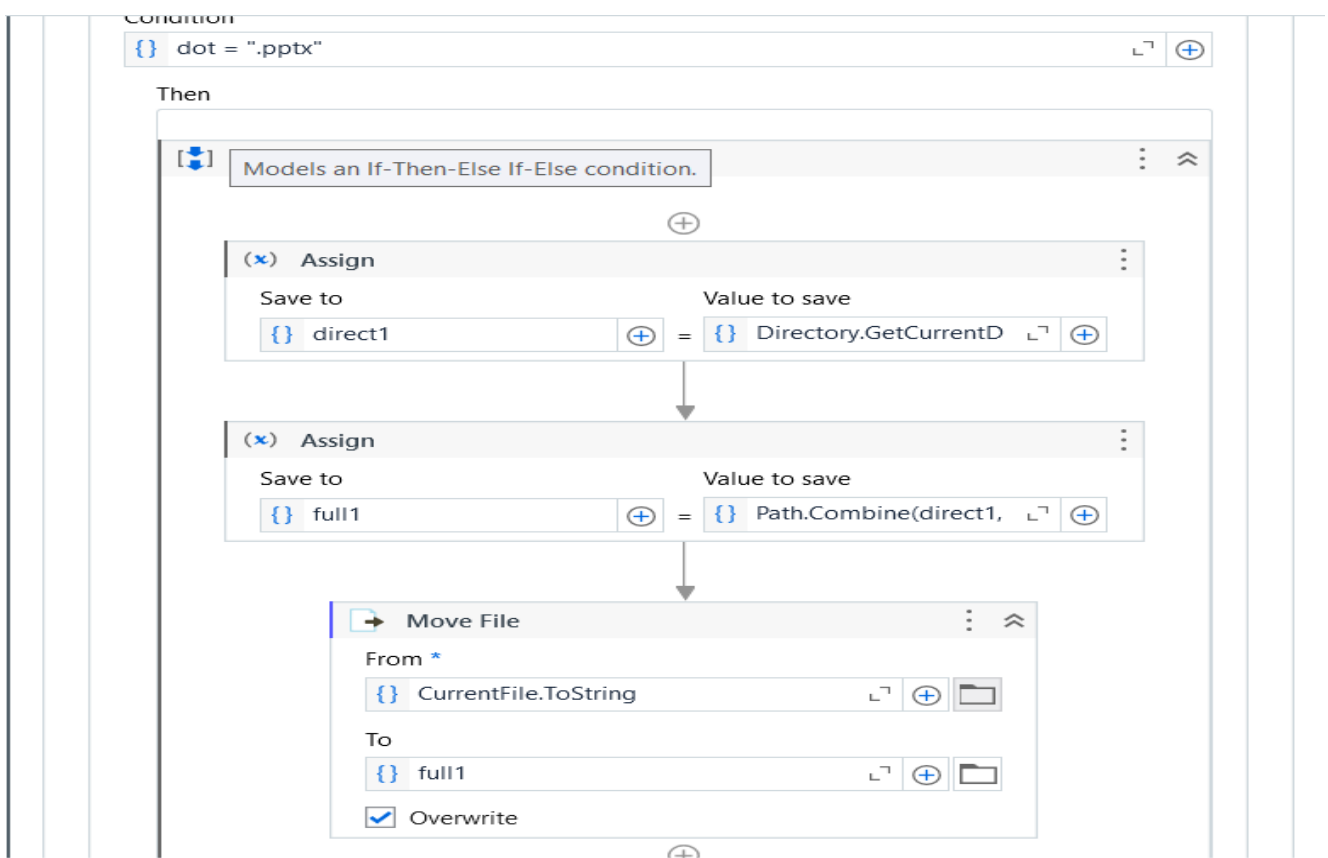 Condition
{} dot = ".pptx"
Then
Models an If-Then-Else If-Else condition.
(x) Assign
Save to Value to save
{} direct1 = {} Directory.GetCurrentD
(x) Assign
Save to Value to save
{} full1 = {} Path.Combine(direct1,
Move File
From *
{} CurrentFile.ToString
To
{} full1
Overwrite